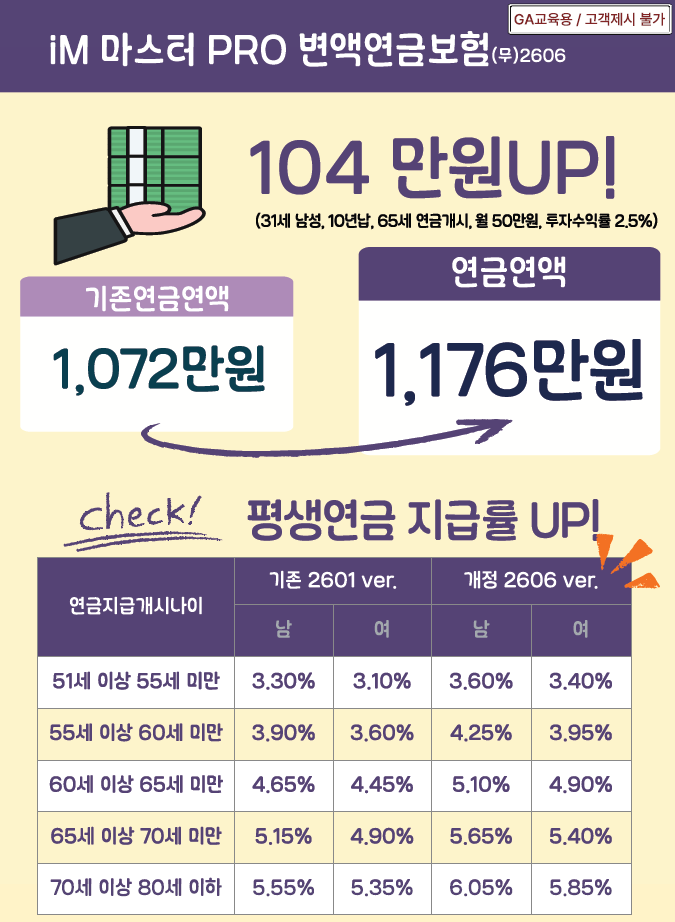 GA교육용 / 고객제시 불가
iM 마스터 PRO 변액연금보험(무)2606
104 만원UP!
(31세 남성, 10년납, 65세 연금개시, 월 50만원, 투자수익률 2.5%)
기존연금연액
1,072만원
연금연액
1,176만원
check!
평생연금 지급률 UP!
연금지급개시나이 기존 2601 ver. 개정 2606 ver.
남 여 남 여
51세 이상 55세 미만 3.30% 3.10% 3.60% 3.40%
55세 이상 60세 미만 3.90% 3.60% 4.25% 3.95%
60세 이상 65세 미만 4.65% 4.45% 5.10% 4.90%
65세 이상 70세 미만 5.15% 4.90% 5.65% 5.40%
70세 이상 80세 이하 5.55% 5.35% 6.05% 5.85%